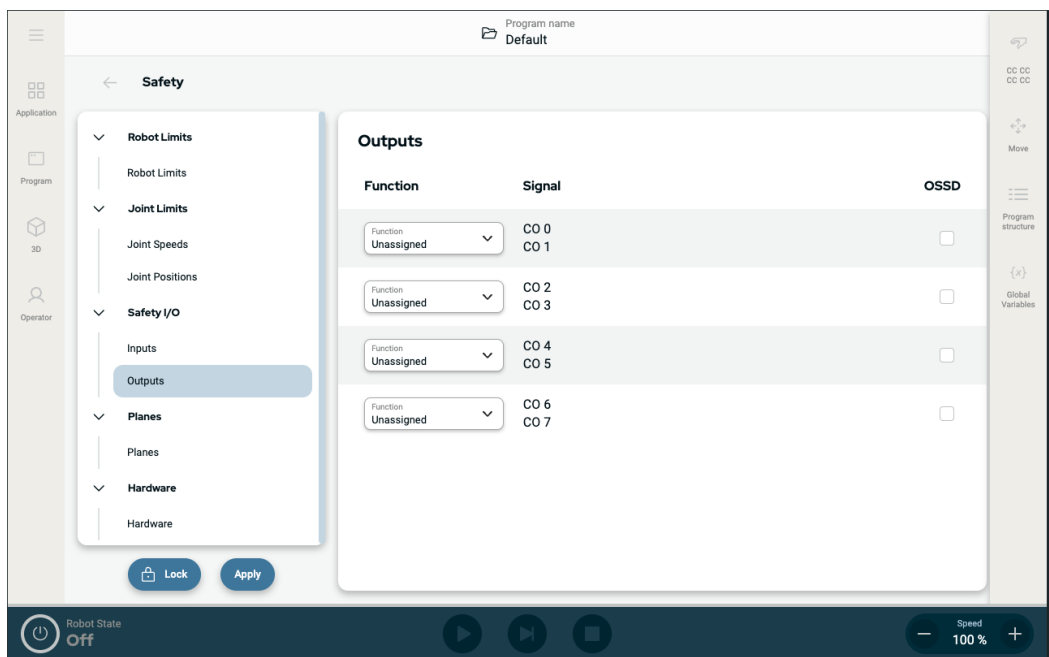 Program name
Default
Application
Program
3D
Operator
Safety
Robot Limits
Robot Limits
Joint Limits
Joint Speeds
Joint Positions
Safety I/O
Inputs
Outputs
Planes
Planes
Hardware
Hardware
Lock
Apply
Outputs
Function
Signal
OSSD
Function
Unassigned
CO 0
CO 1
Function
Unassigned
CO 2
CO 3
Function
Unassigned
CO 4
CO 5
Function
Unassigned
CO 6
CO 7
CC CC
CC CC
Move
Program
structure
{x}
Global
Variables
Robot State
Off
Speed
100 %